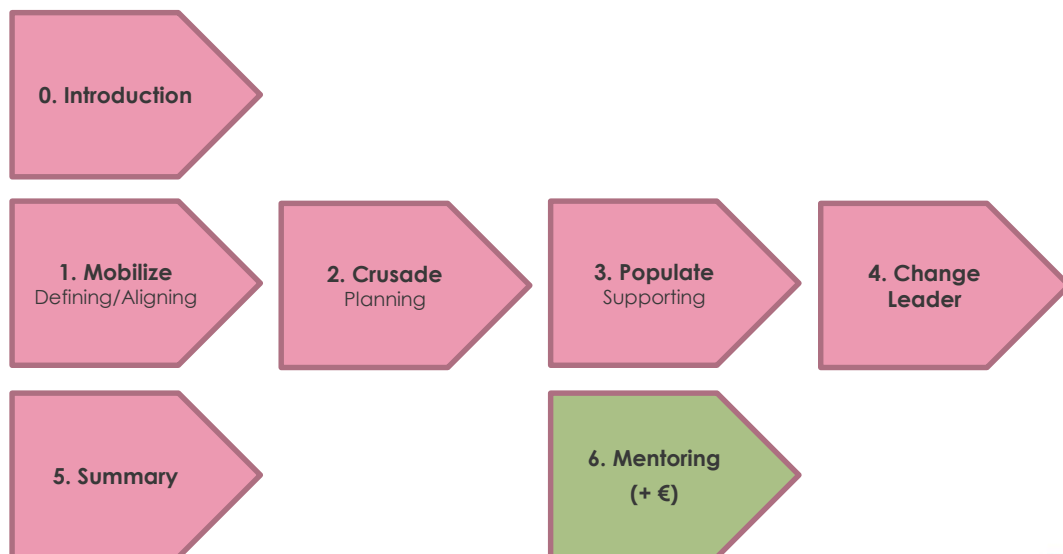 0. Introduction
1. Mobilize
Defining/Aligning
2. Crusade
Planning
3. Populate
Supporting
4. Change
Leader
5. Summary
6. Mentoring
(+ €)